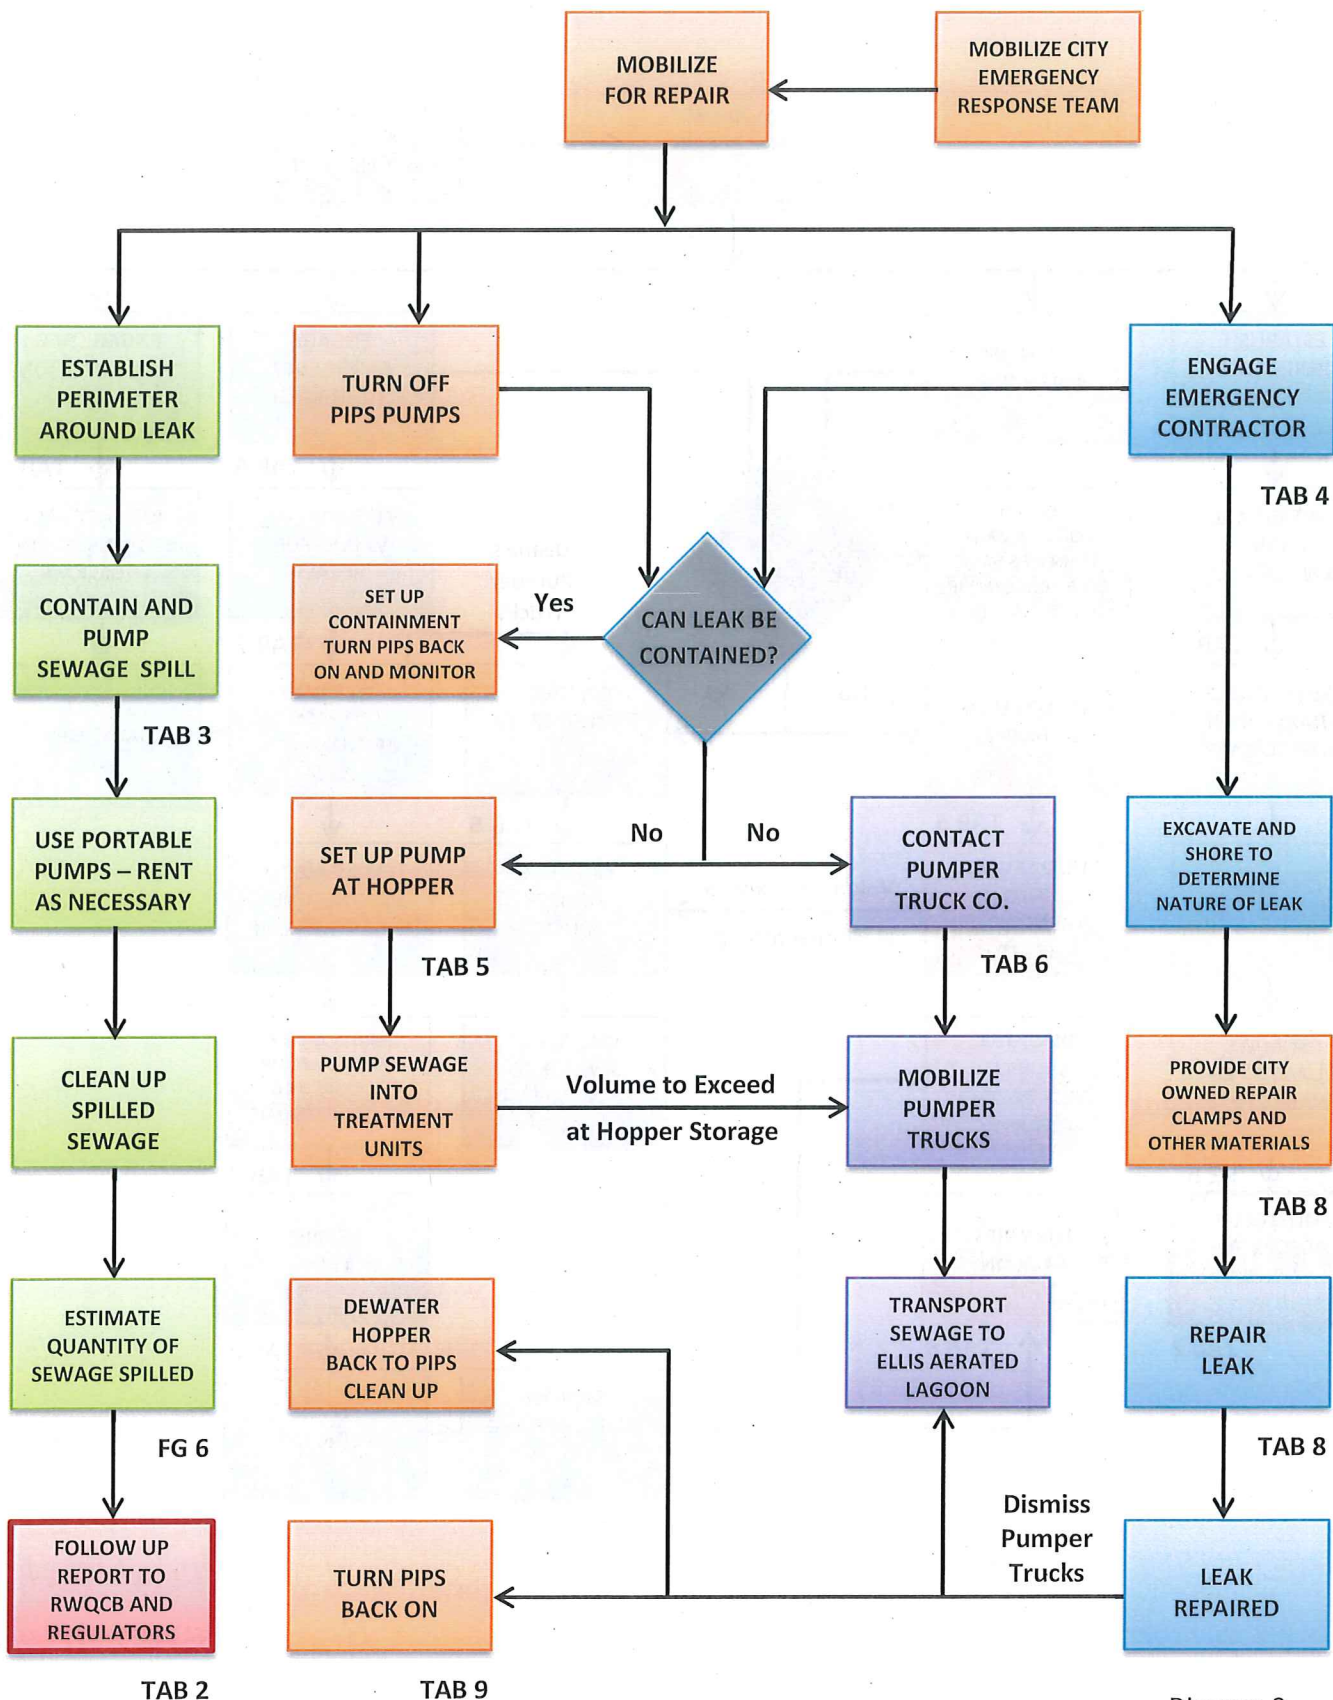 MOBILIZE
FOR REPAIR
MOBILIZE CITY
EMERGENCY
RESPONSE TEAM
ESTABLISH
PERIMETER
AROUND LEAK
TURN OFF
PIPS PUMPS
ENGAGE
EMERGENCY
CONTRACTOR
TAB 4
CONTAIN AND
PUMP
SEWAGE SPILL
TAB 3
SET UP
CONTAINMENT
TURN PIPS BACK
ON AND MONITOR
Yes
CAN LEAK BE
CONTAINED?
USE PORTABLE
PUMPS – RENT
AS NECESSARY
SET UP PUMP
AT HOPPER
TAB 5
No
No
CONTACT
PUMPER
TRUCK CO.
TAB 6
EXCAVATE AND
SHORE TO
DETERMINE
NATURE OF LEAK
CLEAN UP
SPILLED
SEWAGE
PUMP SEWAGE
INTO
TREATMENT
UNITS
Volume to Exceed
at Hopper Storage
MOBILIZE
PUMPER
TRUCKS
PROVIDE CITY
OWNED REPAIR
CLAMPS AND
OTHER MATERIALS
TAB 8
ESTIMATE
QUANTITY OF
SEWAGE SPILLED
FG 6
DEWATER
HOPPER
BACK TO PIPS
CLEAN UP
TRANSPORT
SEWAGE TO
ELLIS AERATED
LAGOON
REPAIR
LEAK
TAB 8
FOLLOW UP
REPORT TO
RWQCB AND
REGULATORS
TAB 2
TURN PIPS
BACK ON
TAB 9
Dismiss
Pumper
Trucks
LEAK
REPAIRED